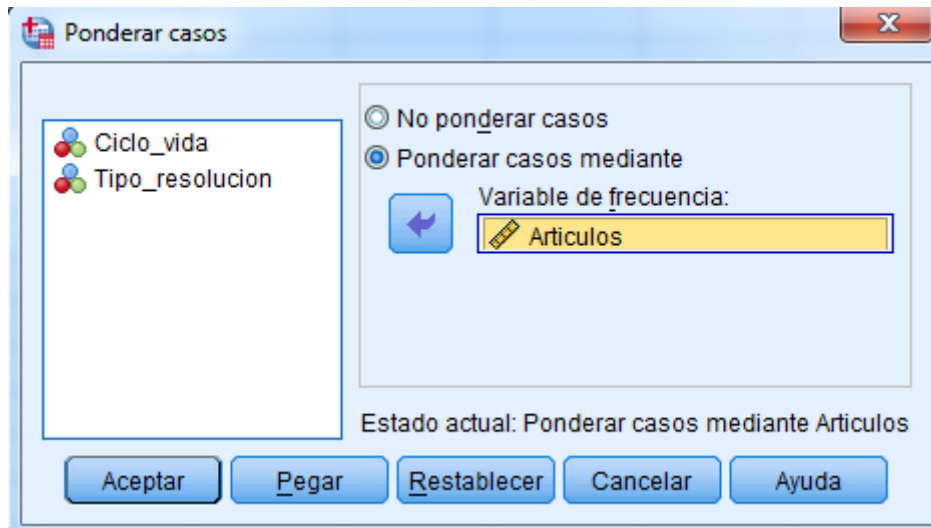 Ponderar casos
Ciclo_vida
Tipo_resolucion
No ponderar casos
Ponderar casos mediante
Variable de frecuencia:
Articulos
Estado actual: Ponderar casos mediante Articulos
Aceptar
Pegar
Restablecer
Cancelar
Ayuda